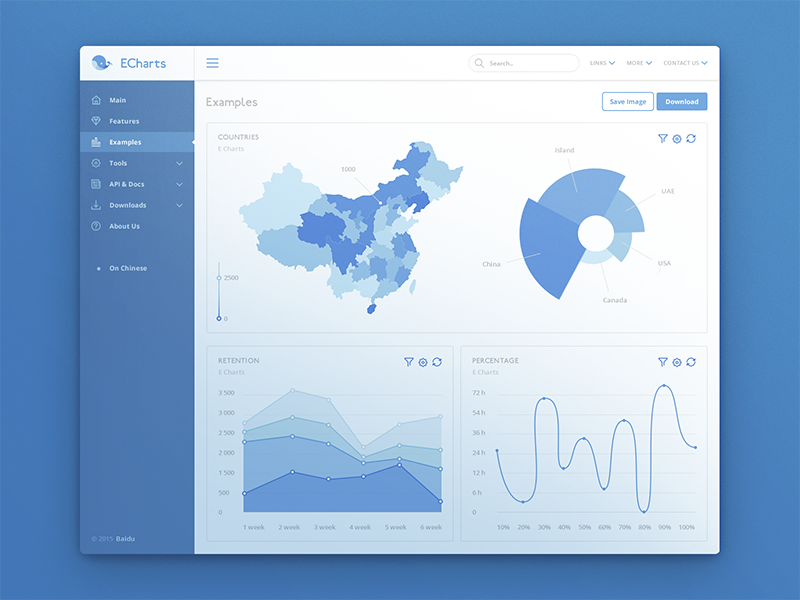 ECharts
Search..
LINKS
MORE
CONTACT US
Main
Features
Examples
Tools
API & Docs
Downloads
About Us
On Chinese
© 2015 Baidu
Examples
Save Image
Download
COUNTRIES
E Charts
1000
2500
0
Island
UAE
USA
Canada
China
RETENTION
E Charts
3 500
3 000
2 500
2 000
1 500
500
0
1 week 2 week 3 week 4 week 5 week 6 week
PERCENTAGE
E Charts
72 h
54 h
36 h
24 h
12 h
6 h
0
10% 20% 30% 40% 50% 60% 70% 80% 90% 100%